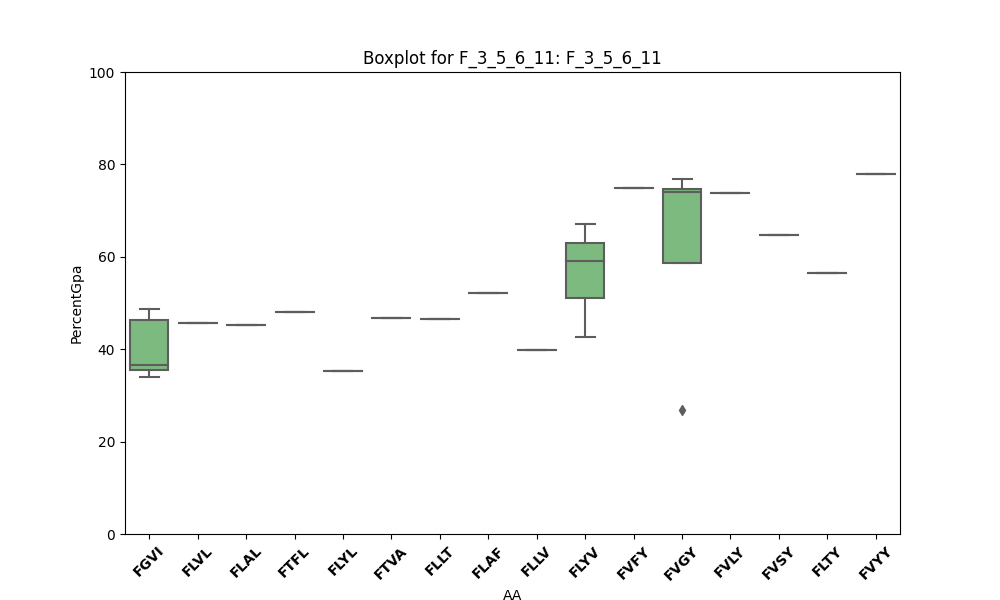 Boxplot for F_3_5_6_11: F_3_5_6_11
100
80
60
40
20
0
PercentGpa
FGVI FLVL FLAL FTFL FLYL FTVA FLLT FLAF FLLV FLYV FVFY FVGY FVLY FVSY FLTY FVYY
AA